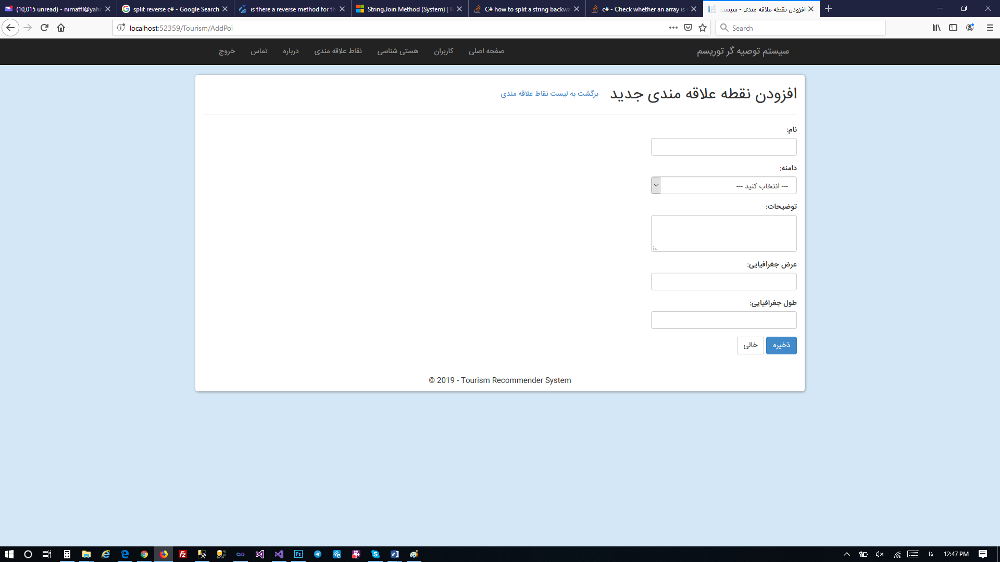 (10,015 unread) - nimatfl@yaho
split reverse c# - Google Search
is there a reverse method for th
String.Join Method (System) | M
C# how to split a string backwa
c# - Check whether an array is a
افزودن نقطه علاقه مندی - سیستم
localhost:52359/Tourism/AddPoi
Search
سیستم توصیه گر توریسم
صفحه اصلی
کاربران
هستی شناسی
نقاط علاقه مندی
درباره
تماس
خروج
افزودن نقطه علاقه مندی جدید
برگشت به لیست نقاط علاقه مندی
نام:
دامنه:
--- انتخاب کنید ---
توضیحات:
عرض جغرافیایی:
طول جغرافیایی:
ذخیره
خالی
© 2019 - Tourism Recommender System
فا
12:47 PM